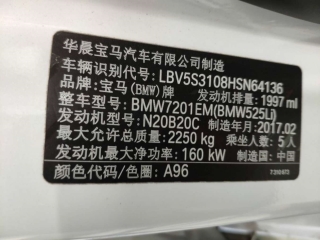 华晨宝马汽车有限公司制造
车辆识别代号: LBV5S3108HSN64136
品牌: 宝马(BMW)牌 发动机排量: 1997 ml
整车型号: BMW7201EM(BMW525Li)
发动机型号: N20B20C 制造年月: 2017.02
最大允许总质量: 2250 kg 乘坐人数: 5人
发动机最大净功率: 160 kW 制造国: 中国
颜色代码/色圈: A96